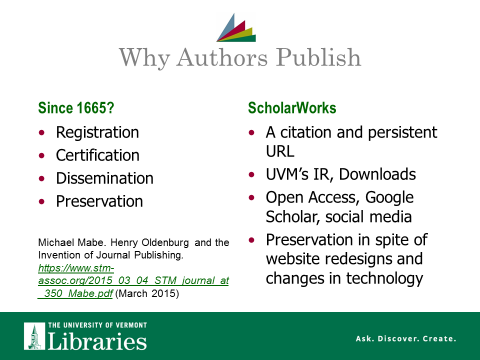 Why Authors Publish
Since 1665?
• Registration
• Certification
• Dissemination
• Preservation
Michael Mabe. Henry Oldenburg and the
Invention of Journal Publishing.
https://www.stm-
assoc.org/2015_03_04_STM_journal_at
_350_Mabe.pdf (March 2015)
ScholarWorks
• A citation and persistent
URL
• UVM's IR, Downloads
• Open Access, Google
Scholar, social media
• Preservation in spite of
website redesigns and
changes in technology
THE UNIVERSITY OF VERMONT
Libraries
Ask. Discover. Create.